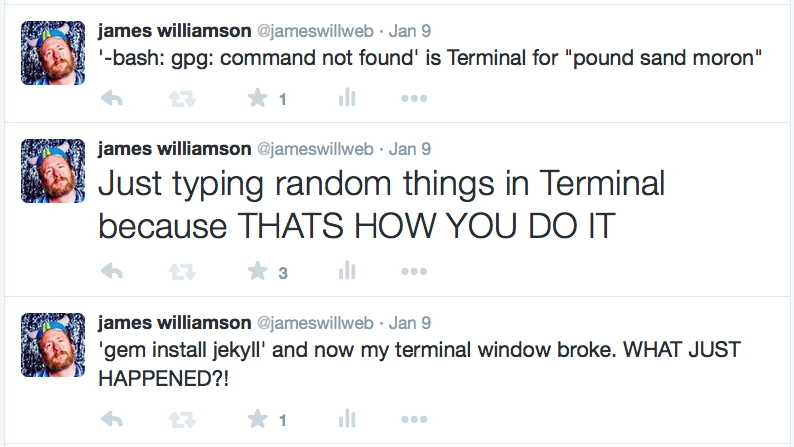 james williamson @jameswillweb · Jan 9
'-bash: gpg: command not found' is Terminal for "pound sand moron"
1
james williamson @jameswillweb · Jan 9
Just typing random things in Terminal
because THATS HOW YOU DO IT
3
james williamson @jameswillweb · Jan 9
'gem install jekyll' and now my terminal window broke. WHAT JUST
HAPPENED?!
1